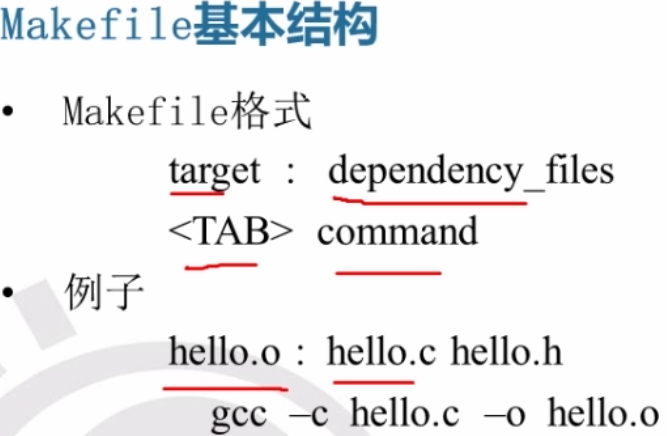 Makefile基本结构
• Makefile格式
target : dependency_files
<TAB> command
• 例子
hello.o : hello.c hello.h
gcc –c hello.c –o hello.o